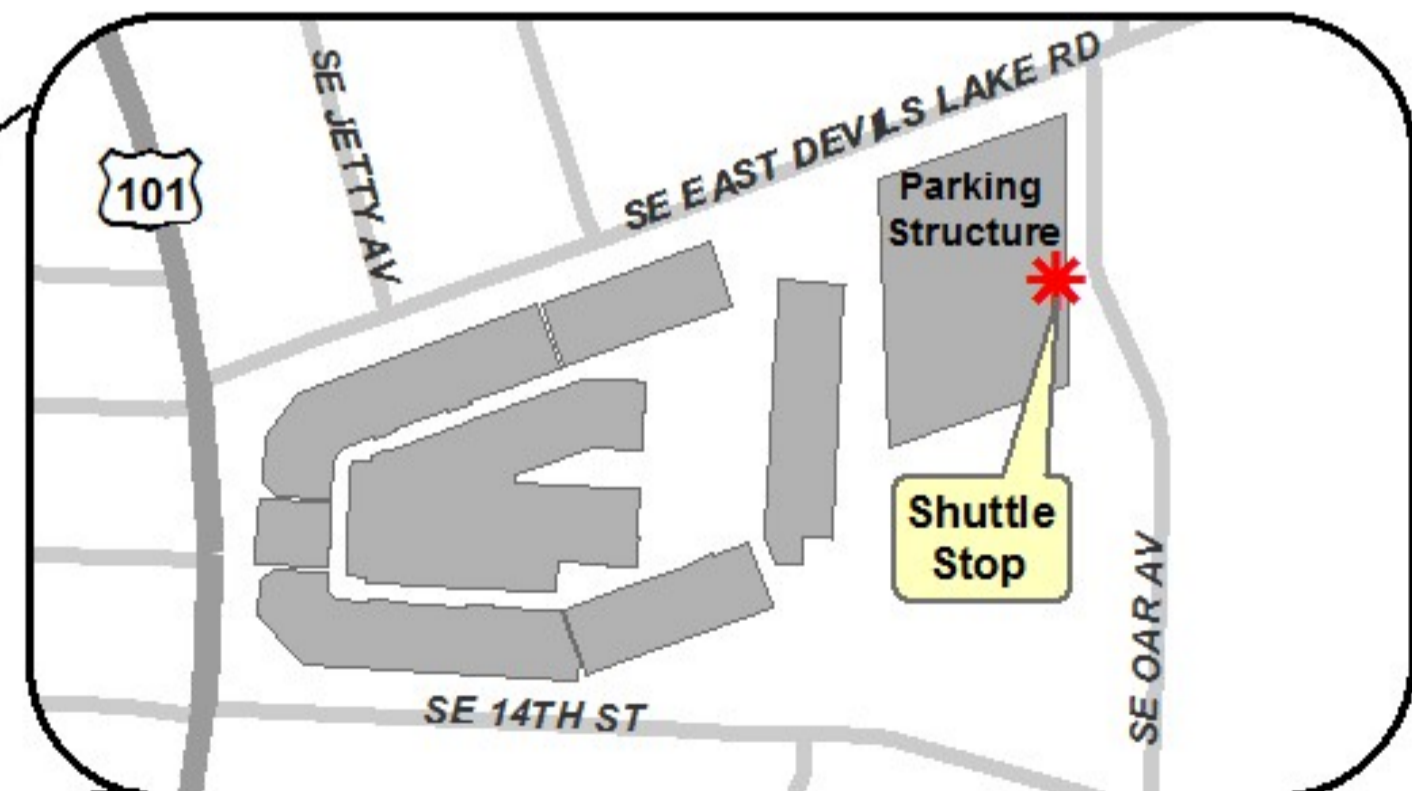 SE JETTY AV
SE EAST DEVILS LAKE RD
101
Parking
Structure
Shuttle
Stop
SE OAR AV
SE 14TH ST